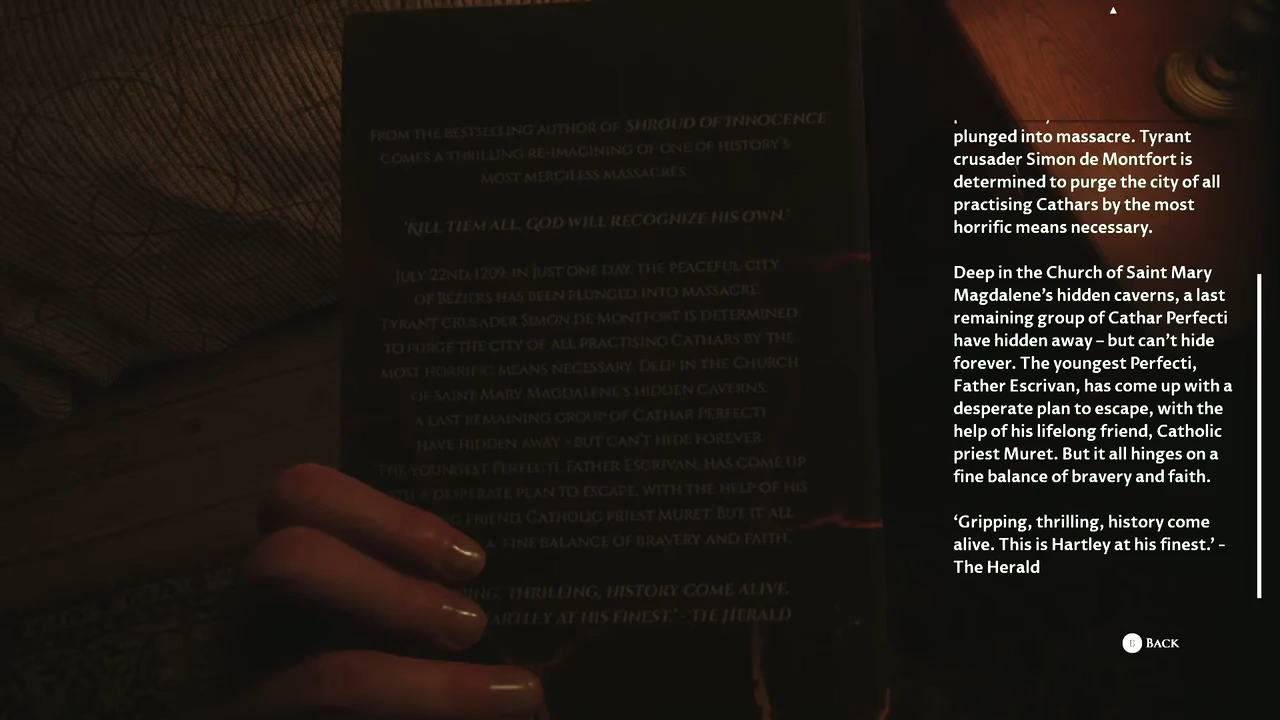 FROM THE BESTSELLING AUTHOR OF SHROUD OF INNOCENCE
COMES A THRILLING RE-IMAGINING OF ONE OF HISTORY'S
MOST MERCILESS MASSACRES.
'KILL THEM ALL. GOD WILL RECOGNIZE HIS OWN.'
JULY 22ND, 1209. IN JUST ONE DAY, THE PEACEFUL CITY
OF BÉZIERS HAS BEEN PLUNGED INTO MASSACRE.
TYRANT CRUSADER SIMON DE MONTFORT IS DETERMINED
TO PURGE THE CITY OF ALL PRACTISING CATHARS BY THE
MOST HORRIFIC MEANS NECESSARY. DEEP IN THE CHURCH
OF SAINT MARY MAGDALENE'S HIDDEN CAVERNS,
A LAST REMAINING GROUP OF CATHAR PERFECTI
HAVE HIDDEN AWAY - BUT CAN'T HIDE FOREVER.
THE YOUNGEST PERFECTI, FATHER ESCRIVAN, HAS COME UP
A DESPERATE PLAN TO ESCAPE, WITH THE HELP OF HIS
FRIEND, CATHOLIC PRIEST MURET. BUT IT ALL
A FINE BALANCE OF BRAVERY AND FAITH.
THRILLING, HISTORY COME ALIVE.
HARTLEY AT HIS FINEST.' - THE HERALD
plunged into massacre. Tyrant
crusader Simon de Montfort is
determined to purge the city of all
practising Cathars by the most
horrific means necessary.
Deep in the Church of Saint Mary
Magdalene's hidden caverns, a last
remaining group of Cathar Perfecti
have hidden away – but can't hide
forever. The youngest Perfecti,
Father Escrivan, has come up with a
desperate plan to escape, with the
help of his lifelong friend, Catholic
priest Muret. But it all hinges on a
fine balance of bravery and faith.
'Gripping, thrilling, history come
alive. This is Hartley at his finest.' -
The Herald
B BACK